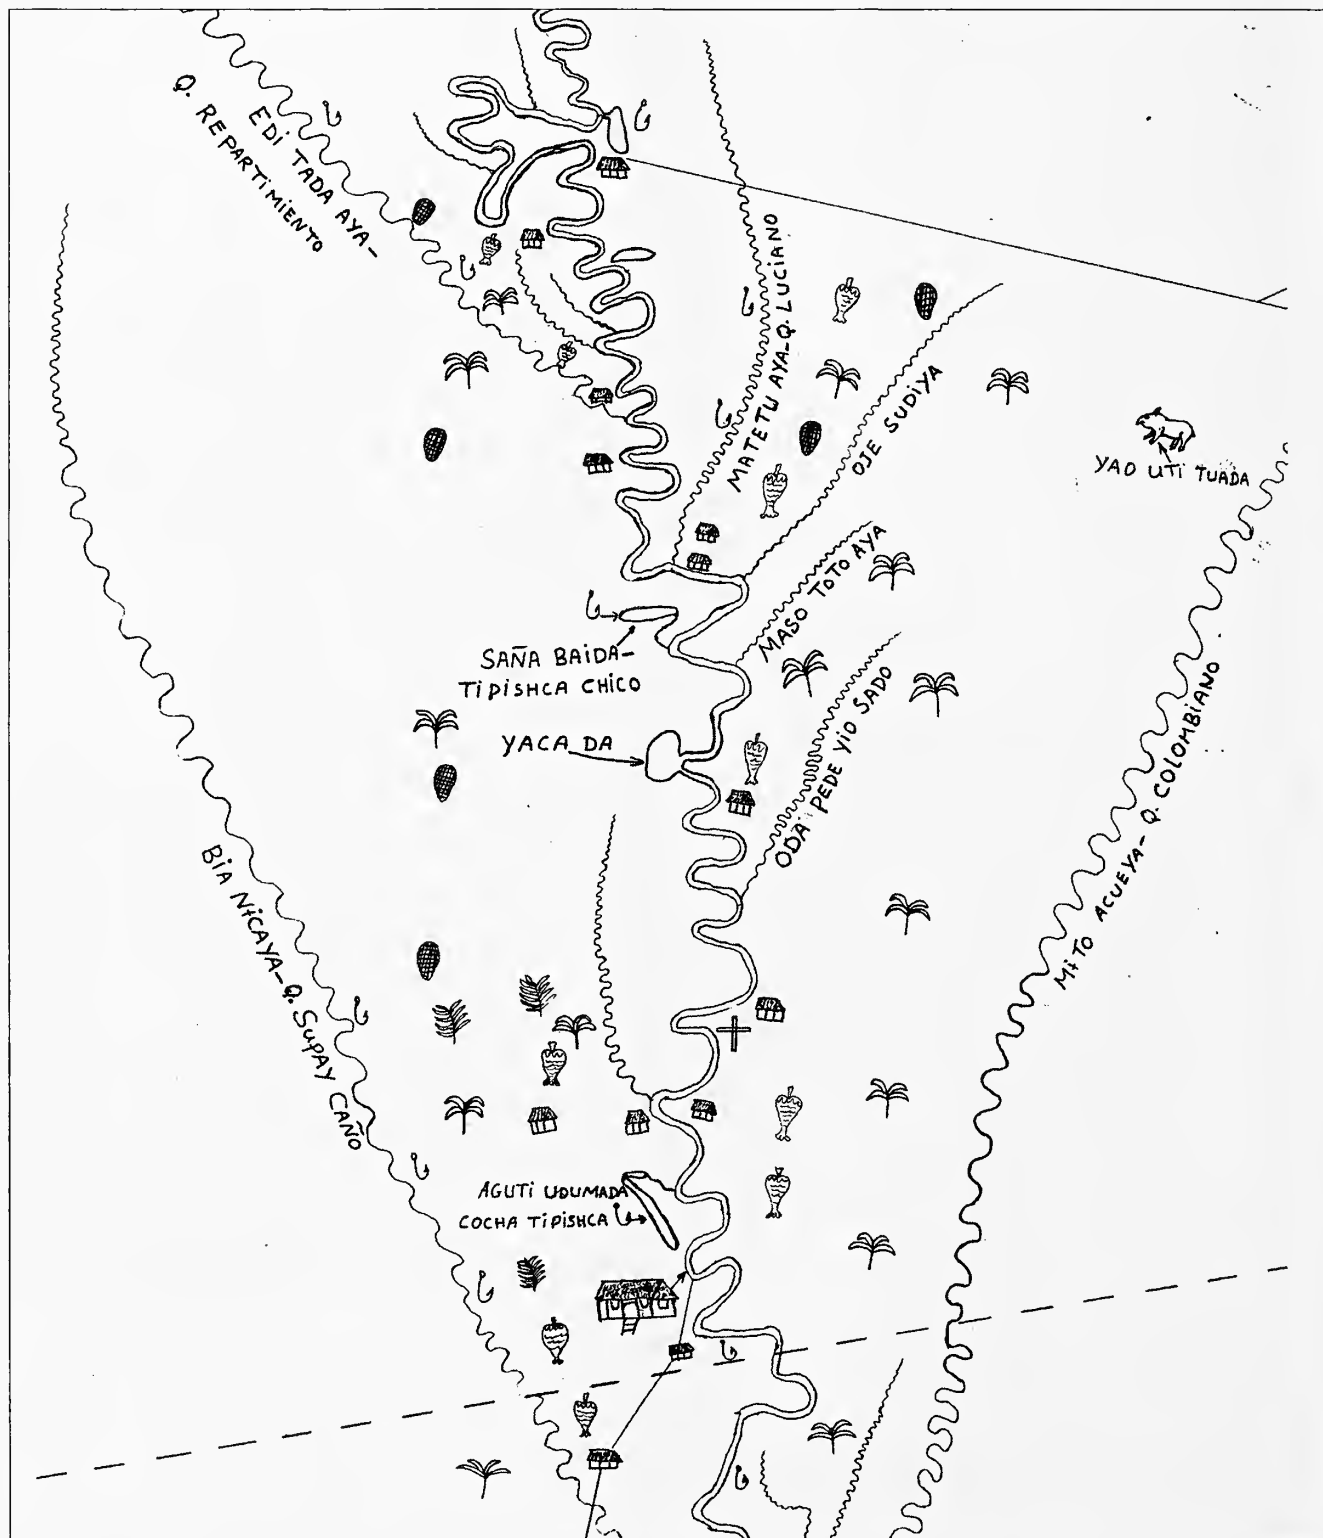 EDi TADA AYA-
Q. REPARTiMiENTO
MATETU AYA-Q. LUCiANO
OJE SUDiYA
YAO UTi TUADA
MASO TOTO AYA
SAÑA BAiDA-
TiPiSHCA CHiCO
YACA DA
ODA PEDE YiO SADO
MiTO ACUEYA- Q. COLOMBiANO
BiA NiCAYA-Q. SUPAY CAÑO
AGUTi UDUMADA
COCHA TiPiSHCA